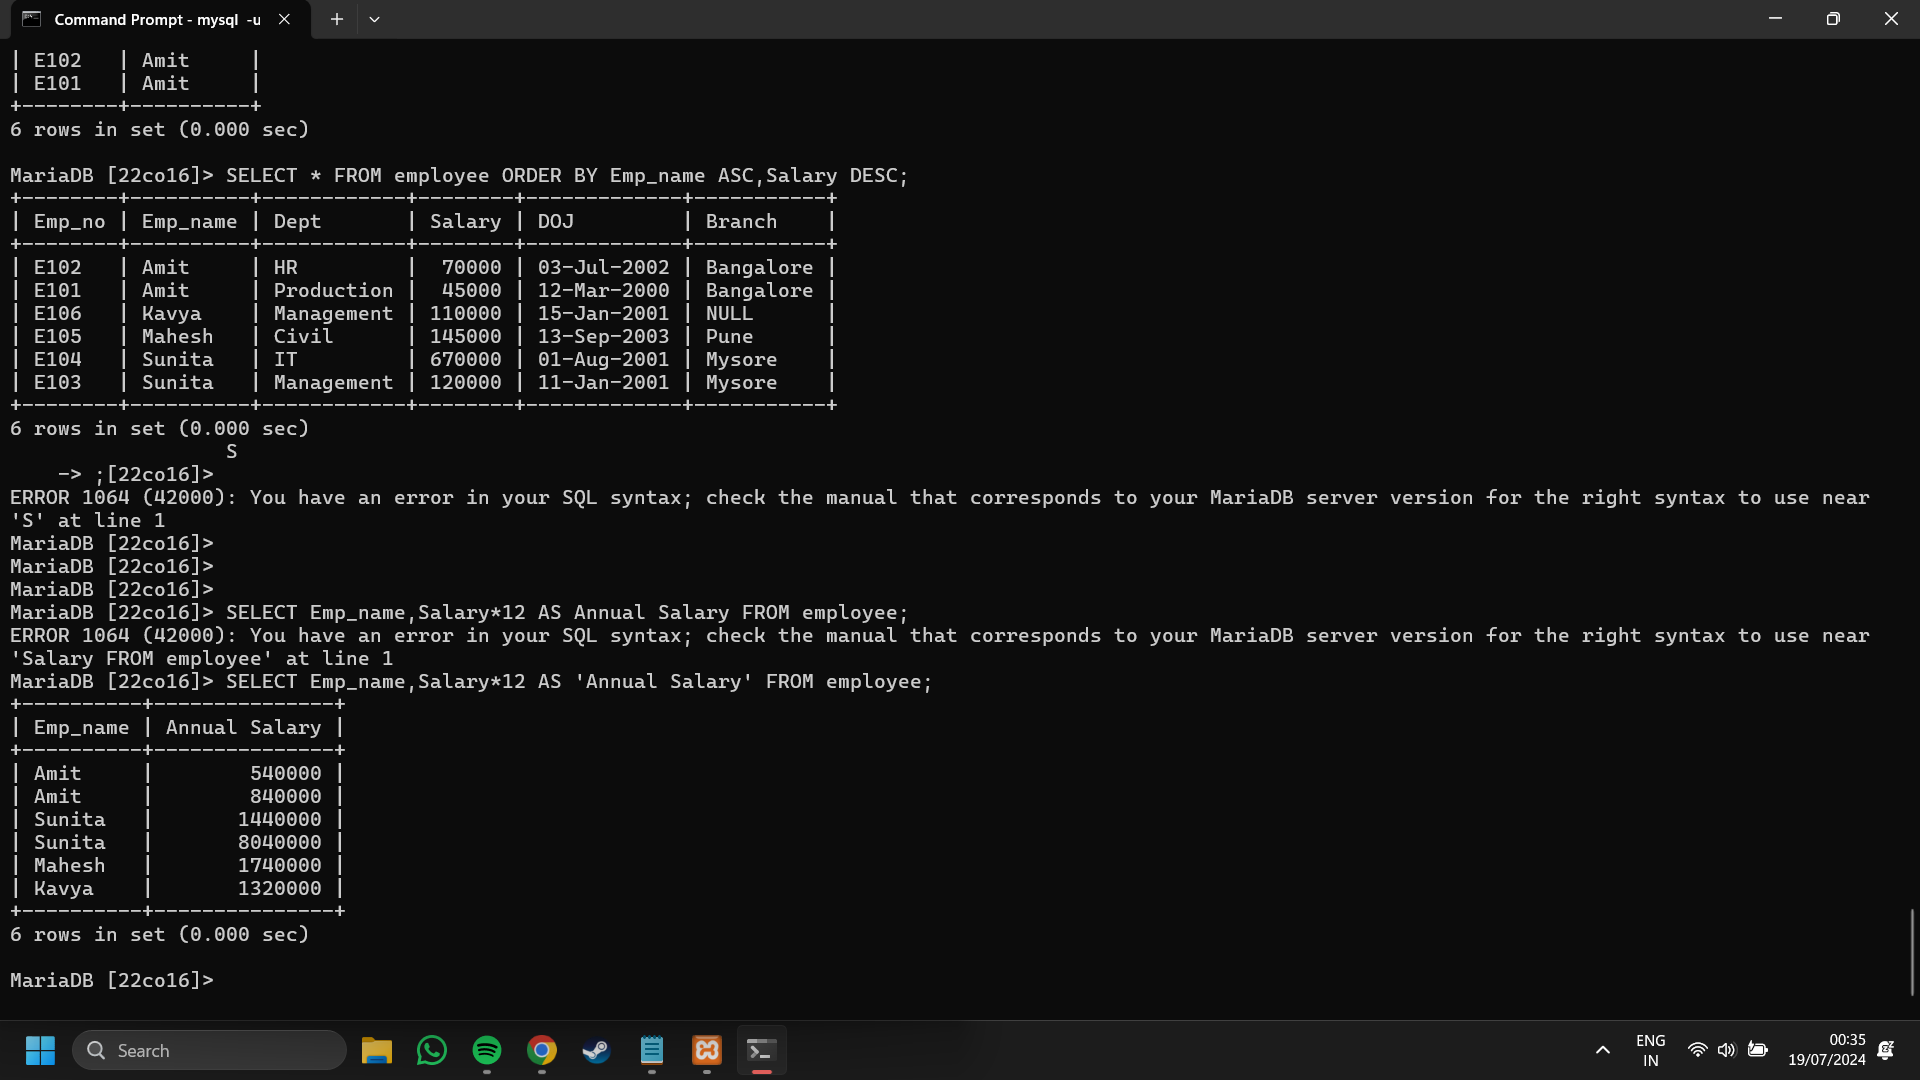 Command Prompt - mysql -u
| E102   | Amit     |
| E101   | Amit     |
+--------+----------+
6 rows in set (0.000 sec)
MariaDB [22co16]> SELECT * FROM employee ORDER BY Emp_name ASC,Salary DESC;
+--------+----------+------------+--------+-------------+-----------+
| Emp_no | Emp_name | Dept       | Salary | DOJ         | Branch    |
+--------+----------+------------+--------+-------------+-----------+
| E102   | Amit     | HR         |  70000 | 03-Jul-2002 | Bangalore |
| E101   | Amit     | Production |  45000 | 12-Mar-2000 | Bangalore |
| E106   | Kavya    | Management | 110000 | 15-Jan-2001 | NULL      |
| E105   | Mahesh   | Civil      | 145000 | 13-Sep-2003 | Pune      |
| E104   | Sunita   | IT         | 670000 | 01-Aug-2001 | Mysore    |
| E103   | Sunita   | Management | 120000 | 11-Jan-2001 | Mysore    |
+--------+----------+------------+--------+-------------+-----------+
6 rows in set (0.000 sec)
                  S
    -> ;[22co16]>
ERROR 1064 (42000): You have an error in your SQL syntax; check the manual that corresponds to your MariaDB server version for the right syntax to use near
'S' at line 1
MariaDB [22co16]>
MariaDB [22co16]>
MariaDB [22co16]>
MariaDB [22co16]> SELECT Emp_name,Salary*12 AS Annual Salary FROM employee;
ERROR 1064 (42000): You have an error in your SQL syntax; check the manual that corresponds to your MariaDB server version for the right syntax to use near
'Salary FROM employee' at line 1
MariaDB [22co16]> SELECT Emp_name,Salary*12 AS 'Annual Salary' FROM employee;
+----------+---------------+
| Emp_name | Annual Salary |
+----------+---------------+
| Amit     |        540000 |
| Amit     |        840000 |
| Sunita   |       1440000 |
| Sunita   |       8040000 |
| Mahesh   |       1740000 |
| Kavya    |       1320000 |
+----------+---------------+
6 rows in set (0.000 sec)
MariaDB [22co16]>
Search
ENG
IN
00:35
19/07/2024